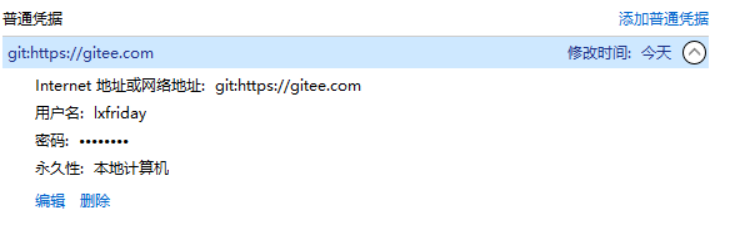 普通凭据 添加普通凭据
git:https://gitee.com 修改时间: 今天
Internet 地址或网络地址: git:https://gitee.com
用户名: lxfriday
密码: ••••••••
永久性: 本地计算机
编辑 删除